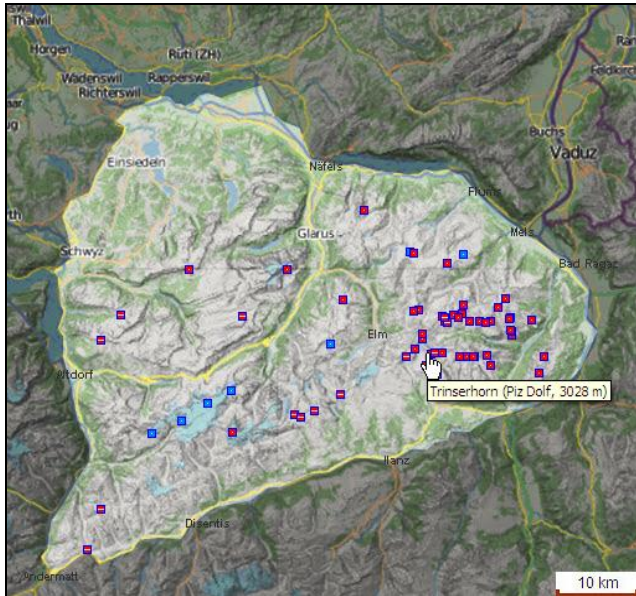 Thalwil
Horgen
Rüti (ZH)
Wädenswil
Rapperswil
Richterswil
Feldkirch
Buchs
Vaduz
Einsiedeln
Näfels
Flums
Glarus
Mels
Schwyz
Bad Ragaz
Elm
Altdorf
Trinserhorn (Piz Dolf, 3028 m)
Ilanz
Disentis
Andermatt
10 km